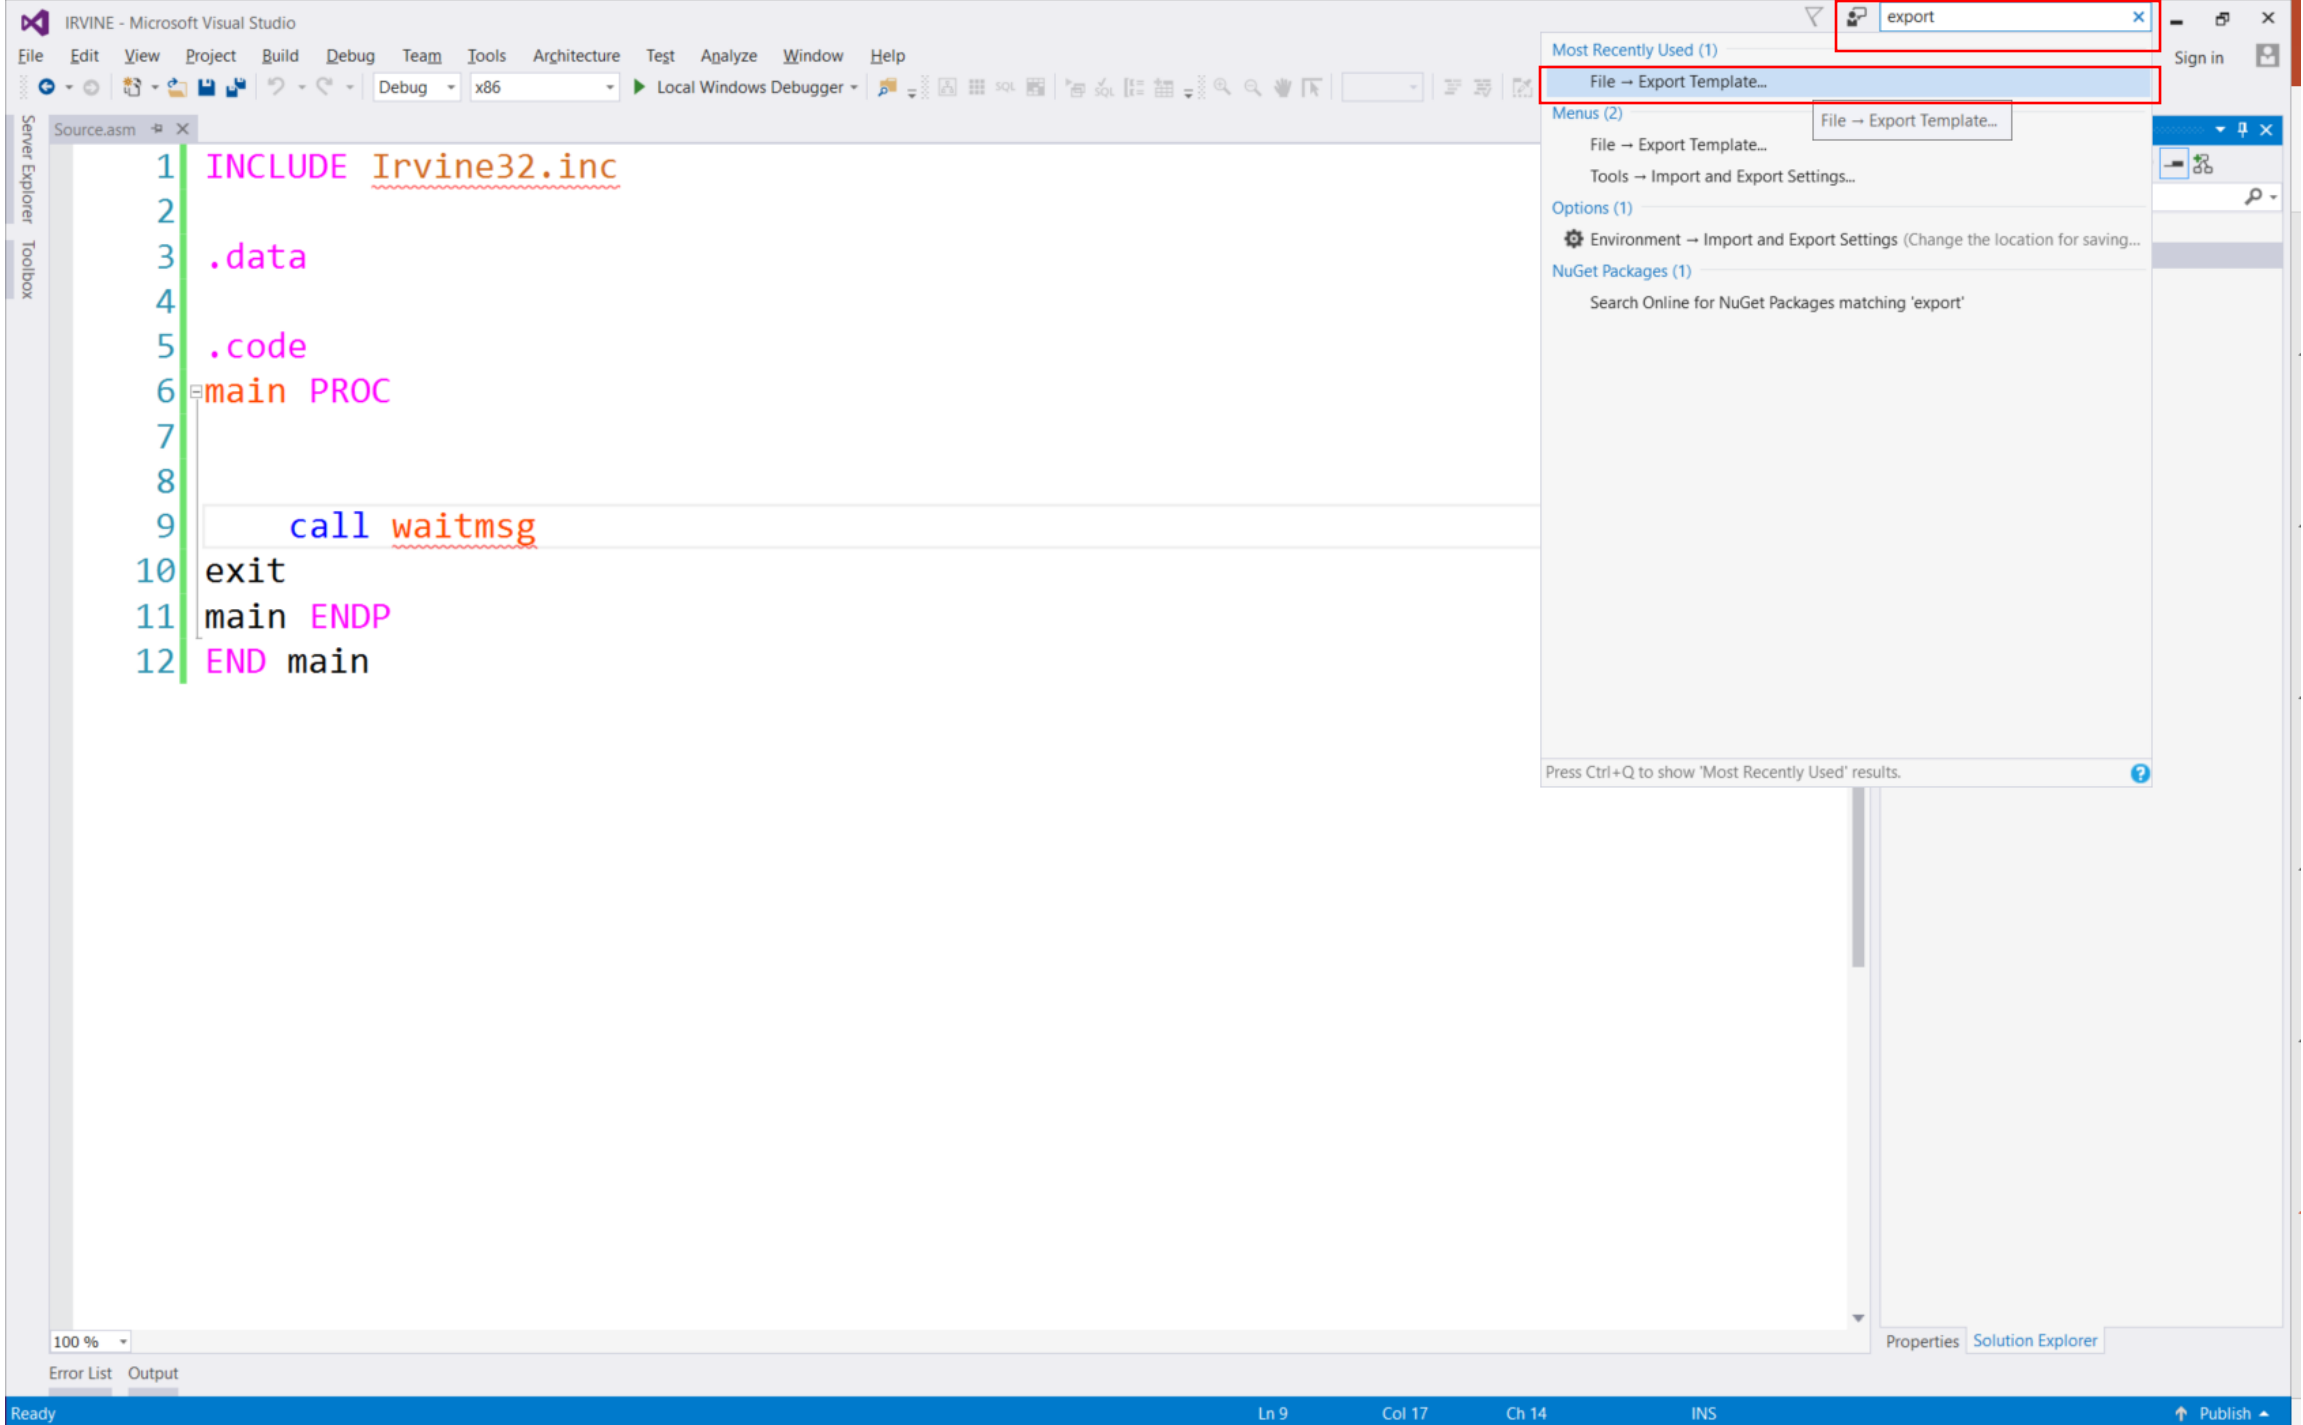 IRVINE - Microsoft Visual Studio
export
File Edit View Project Build Debug Team Tools Architecture Test Analyze Window Help
Sign in
Debug x86 Local Windows Debugger
SQL
SQL
Most Recently Used (1)
File → Export Template...
Menus (2)
File → Export Template...
File → Export Template...
Tools → Import and Export Settings...
Options (1)
Environment → Import and Export Settings (Change the location for saving...
NuGet Packages (1)
Search Online for NuGet Packages matching 'export'
Press Ctrl+Q to show 'Most Recently Used' results.
Server Explorer
Toolbox
Source.asm
1 INCLUDE Irvine32.inc
2
3 .data
4
5 .code
6 main PROC
7
8
9 call waitmsg
10 exit
11 main ENDP
12 END main
100 %
Properties Solution Explorer
Error List Output
Ready Ln 9 Col 17 Ch 14 INS Publish